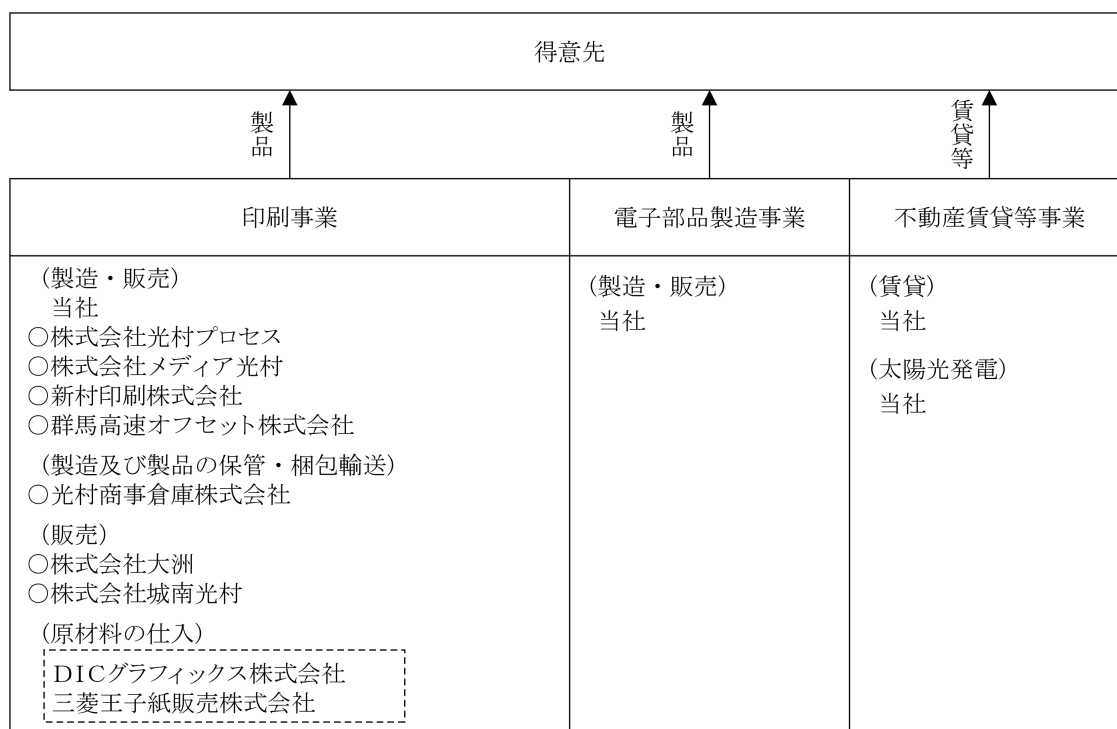 得意先
製品
製品
賃貸等
印刷事業
電子部品製造事業
不動産賃貸等事業
(製造・販売)
当社
○株式会社光村プロセス
○株式会社メディア光村
○新村印刷株式会社
○群馬高速オフセット株式会社
(製造及び製品の保管・梱包輸送)
○光村商事倉庫株式会社
(販売)
○株式会社大洲
○株式会社城南光村
(原材料の仕入)
DICグラフィックス株式会社
三菱王子紙販売株式会社
(製造・販売)
当社
(賃貸)
当社
(太陽光発電)
当社